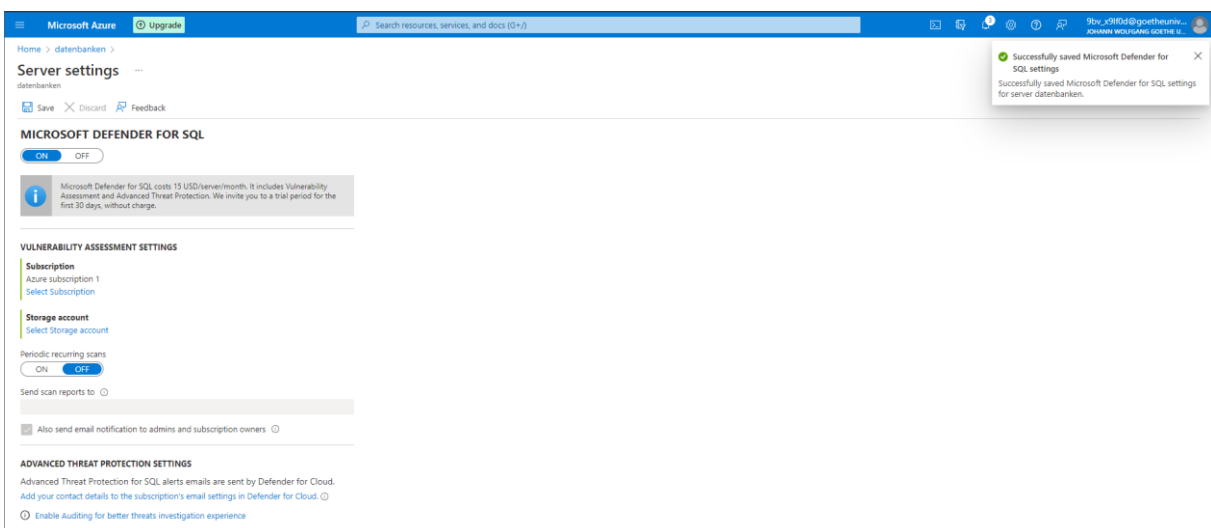 Microsoft Azure
Upgrade
Search resources, services, and docs (G+/)
9bv_x9lf0d@goetheuniv...
JOHANN WOLFGANG GOETHE U...
Home > datenbanken >
Server settings ...
datenbanken
Save Discard Feedback
Successfully saved Microsoft Defender for
SQL settings
Successfully saved Microsoft Defender for SQL settings
for server datenbanken.
MICROSOFT DEFENDER FOR SQL
ON OFF
Microsoft Defender for SQL costs 15 USD/server/month. It includes Vulnerability
Assessment and Advanced Threat Protection. We invite you to a trial period for the
first 30 days, without charge.
VULNERABILITY ASSESSMENT SETTINGS
Subscription
Azure subscription 1
Select Subscription
Storage account
Select Storage account
Periodic recurring scans
ON OFF
Send scan reports to
Also send email notification to admins and subscription owners
ADVANCED THREAT PROTECTION SETTINGS
Advanced Threat Protection for SQL alerts emails are sent by Defender for Cloud.
Add your contact details to the subscription's email settings in Defender for Cloud.
Enable Auditing for better threats investigation experience